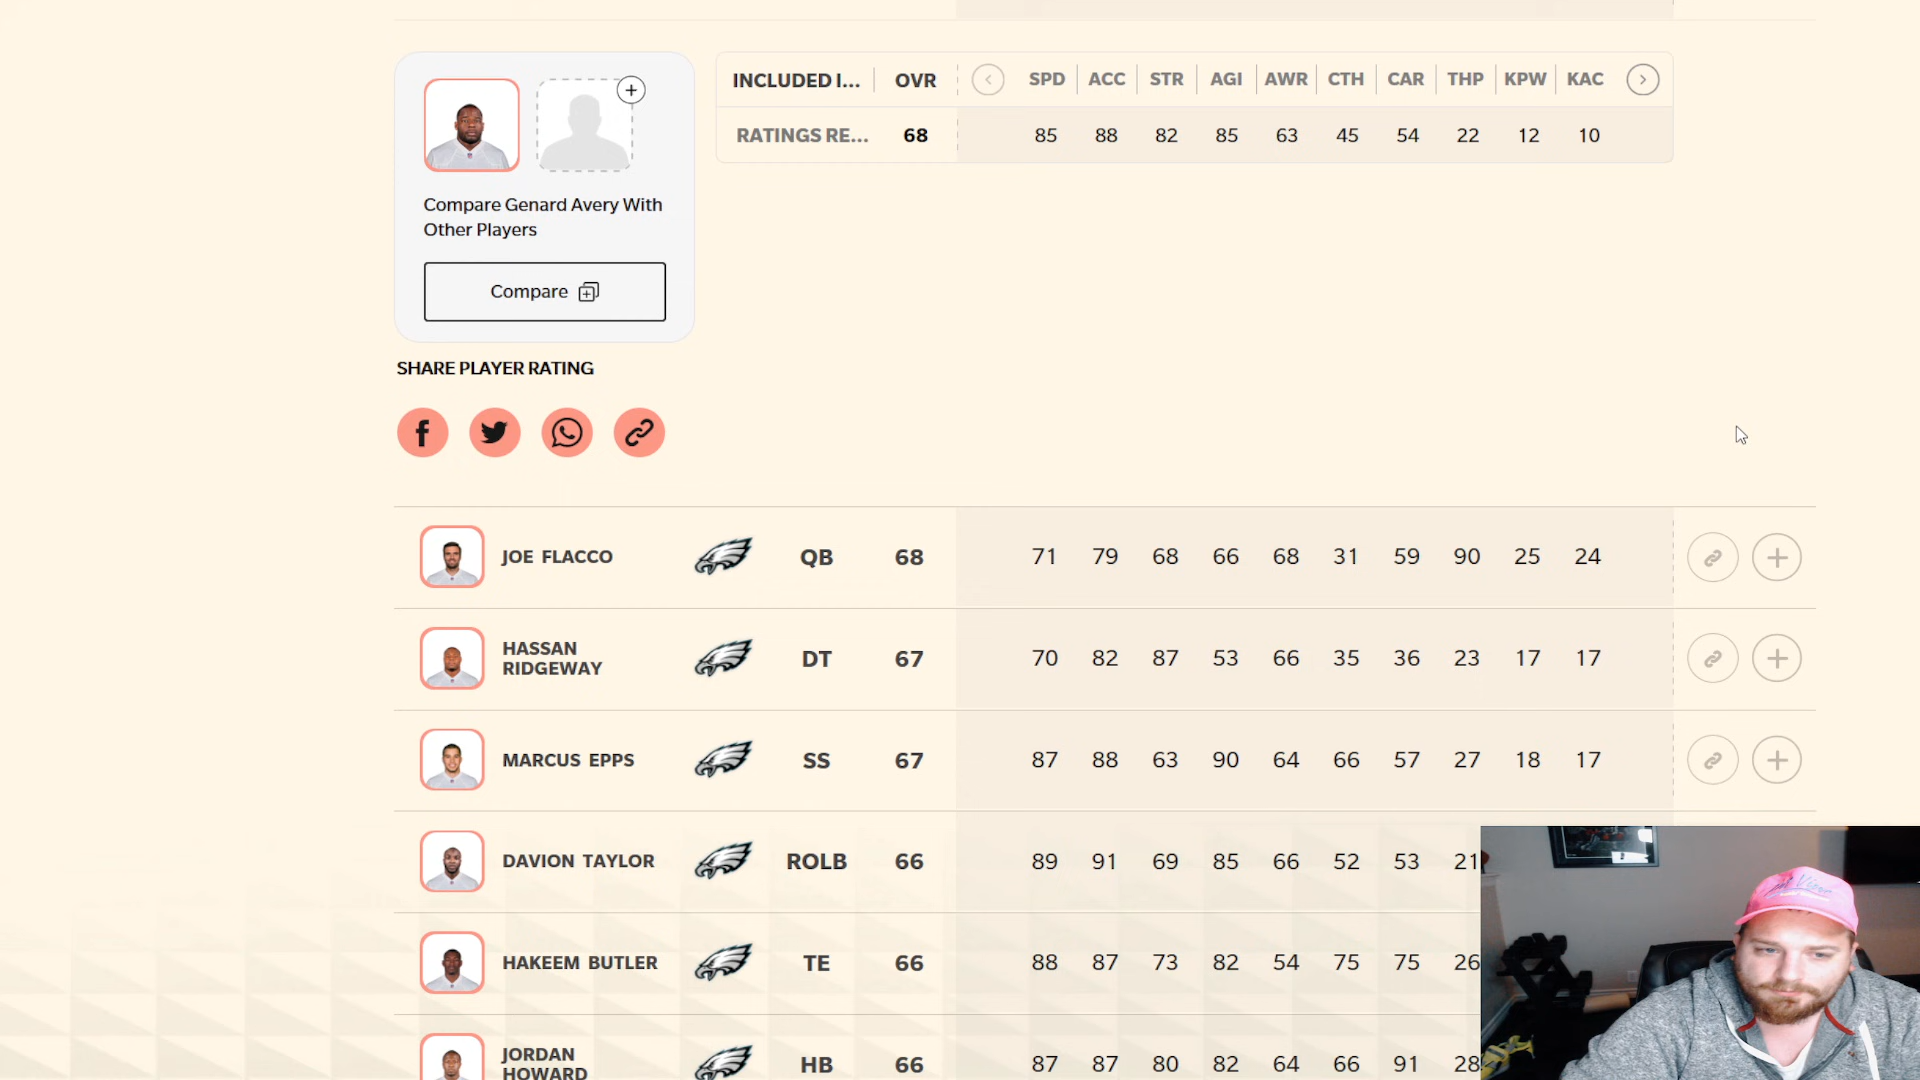 INCLUDED I... OVR SPD ACC STR AGI AWR CTH CAR THP KPW KAC
RATINGS RE... 68 85 88 82 85 63 45 54 22 12 10
Compare Genard Avery With
Other Players
Compare
SHARE PLAYER RATING
JOE FLACCO QB 68 71 79 68 66 68 31 59 90 25 24
HASSAN
RIDGEWAY DT 67 70 82 87 53 66 35 36 23 17 17
MARCUS EPPS SS 67 87 88 63 90 64 66 57 27 18 17
DAVION TAYLOR ROLB 66 89 91 69 85 66 52 53 21
HAKEEM BUTLER TE 66 88 87 73 82 54 75 75 26
JORDAN
HOWARD HB 66 87 87 80 82 64 66 91 28